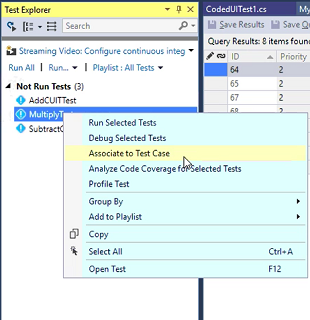 Test Explorer
CodedUITest1.cs
My
Streaming Video: Configure continuous integ
Save Results
Save Qu
Run All | Run... | Playlist : All Tests
Query Results: 8 items found
ID
Priority
Not Run Tests (3)
64 2
AddCUITTest
65 2
MultiplyTes
67 2
SubtractC
68 2
Run Selected Tests
Debug Selected Tests
Associate to Test Case
Analyze Code Coverage for Selected Tests
Profile Test
Group By
Add to Playlist
Copy
Select All Ctrl+A
Open Test F12